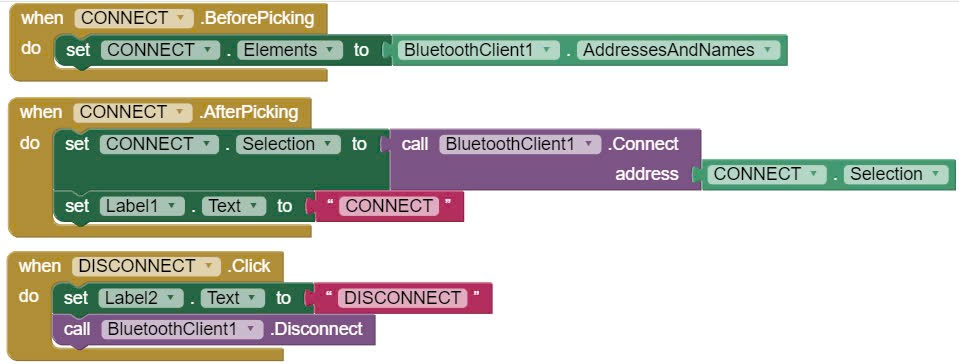 when CONNECT .BeforePicking
do set CONNECT . Elements to BluetoothClient1 . AddressesAndNames
when CONNECT .AfterPicking
do set CONNECT . Selection to call BluetoothClient1 .Connect
address CONNECT . Selection
set Label1 . Text to “ CONNECT ”
when DISCONNECT .Click
do set Label2 . Text to “ DISCONNECT ”
call BluetoothClient1 .Disconnect